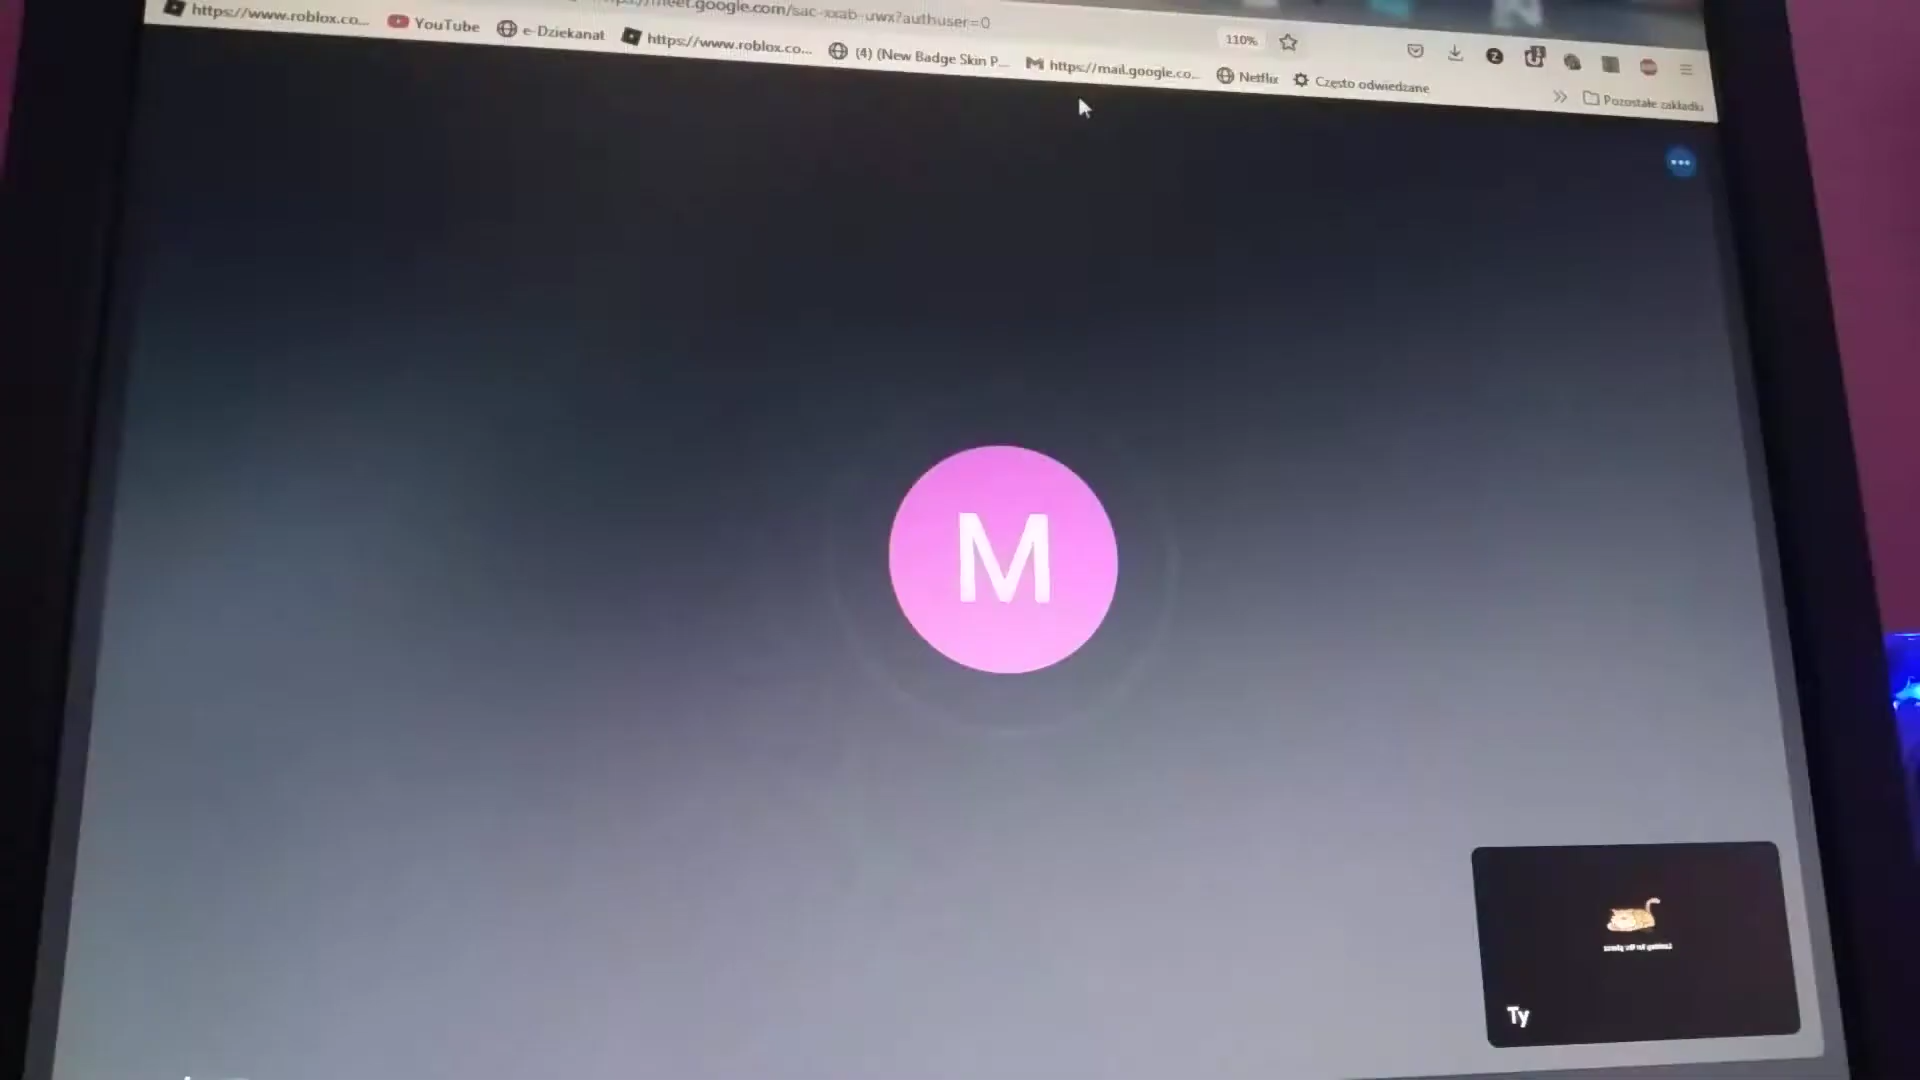 meet.google.com/sac-xxab-uwx?authuser=0
110%
https://www.roblox.co...
YouTube
e-Dziekanat
https://www.roblox.co...
(4) (New Badge Skin P...
https://mail.google.co...
Netflix
Często odwiedzane
Pozostałe zakładki
M
Ty